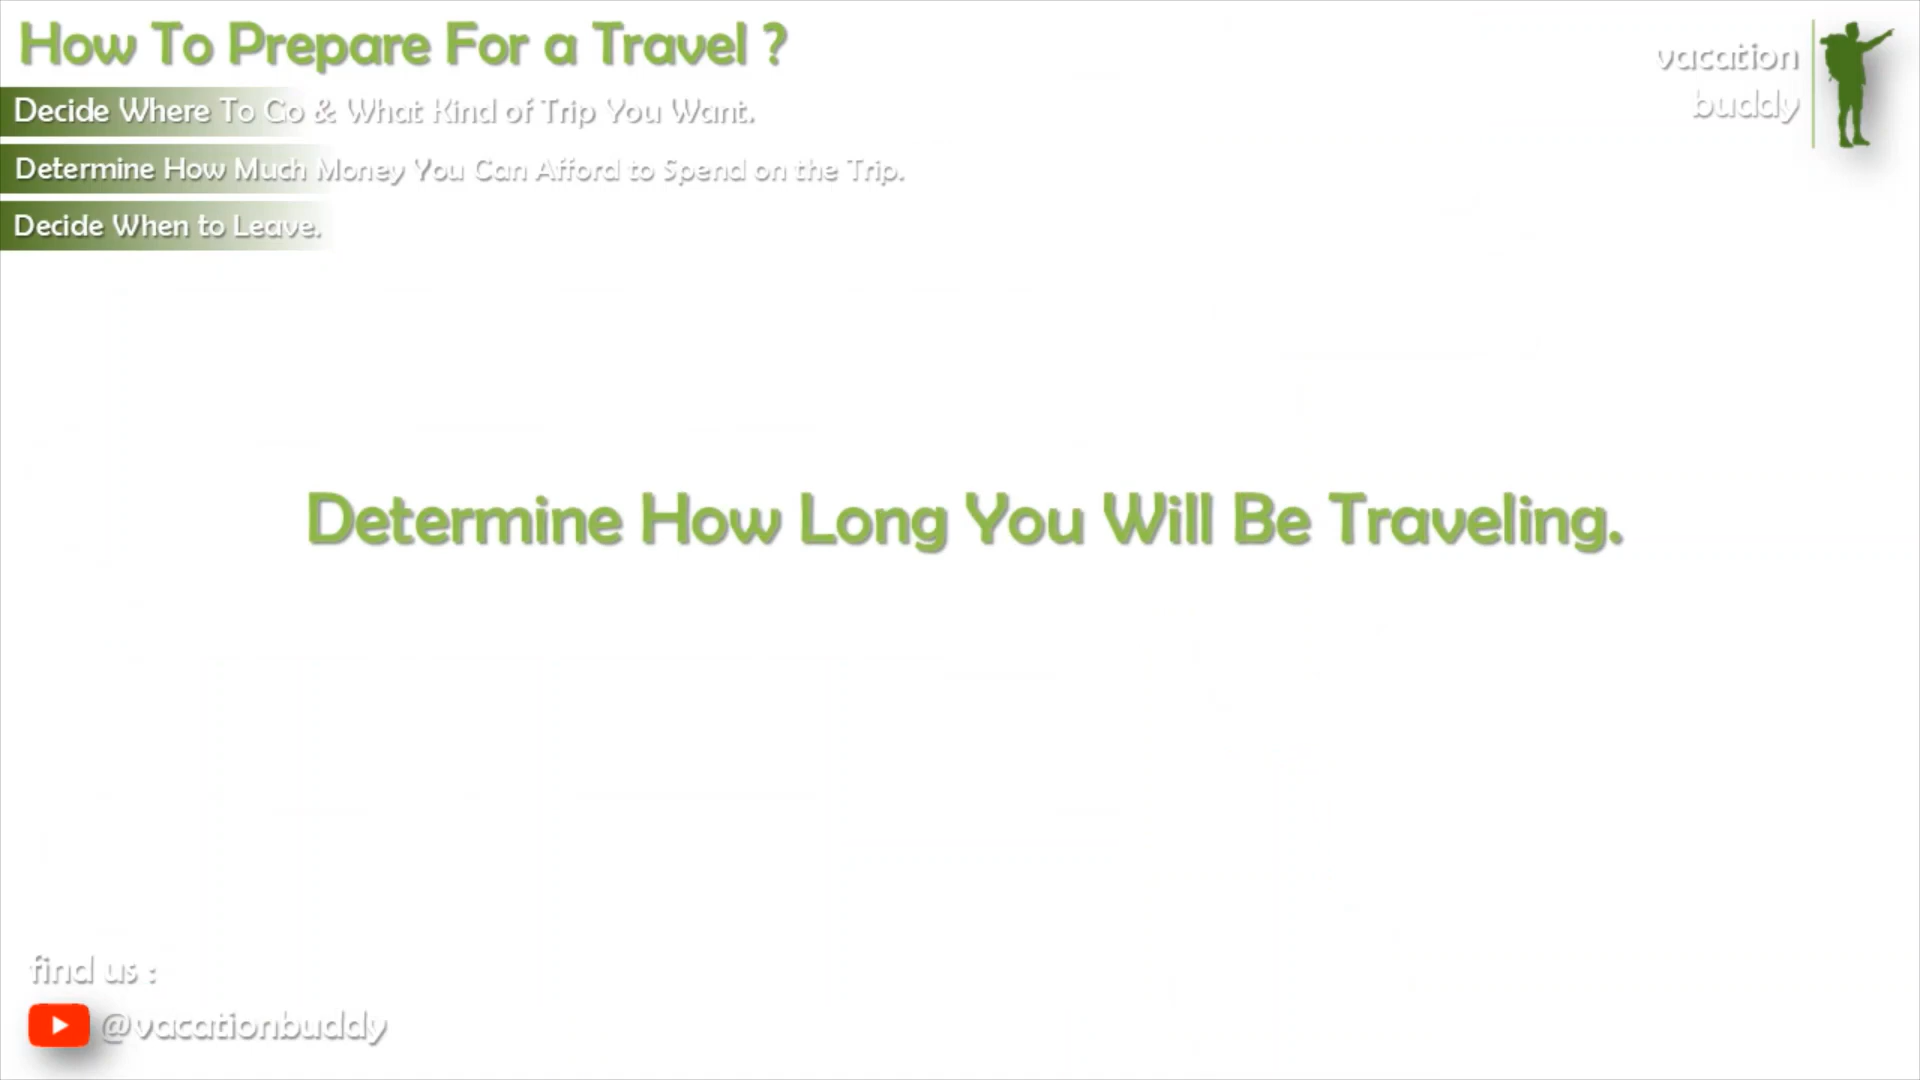 How To Prepare For a Travel ?
vacation
buddy
Decide Where To Go & What Kind of Trip You Want.
Determine How Much Money You Can Afford to Spend on the Trip.
Decide When to Leave.
Determine How Long You Will Be Traveling.
find us :
@vacationbuddy